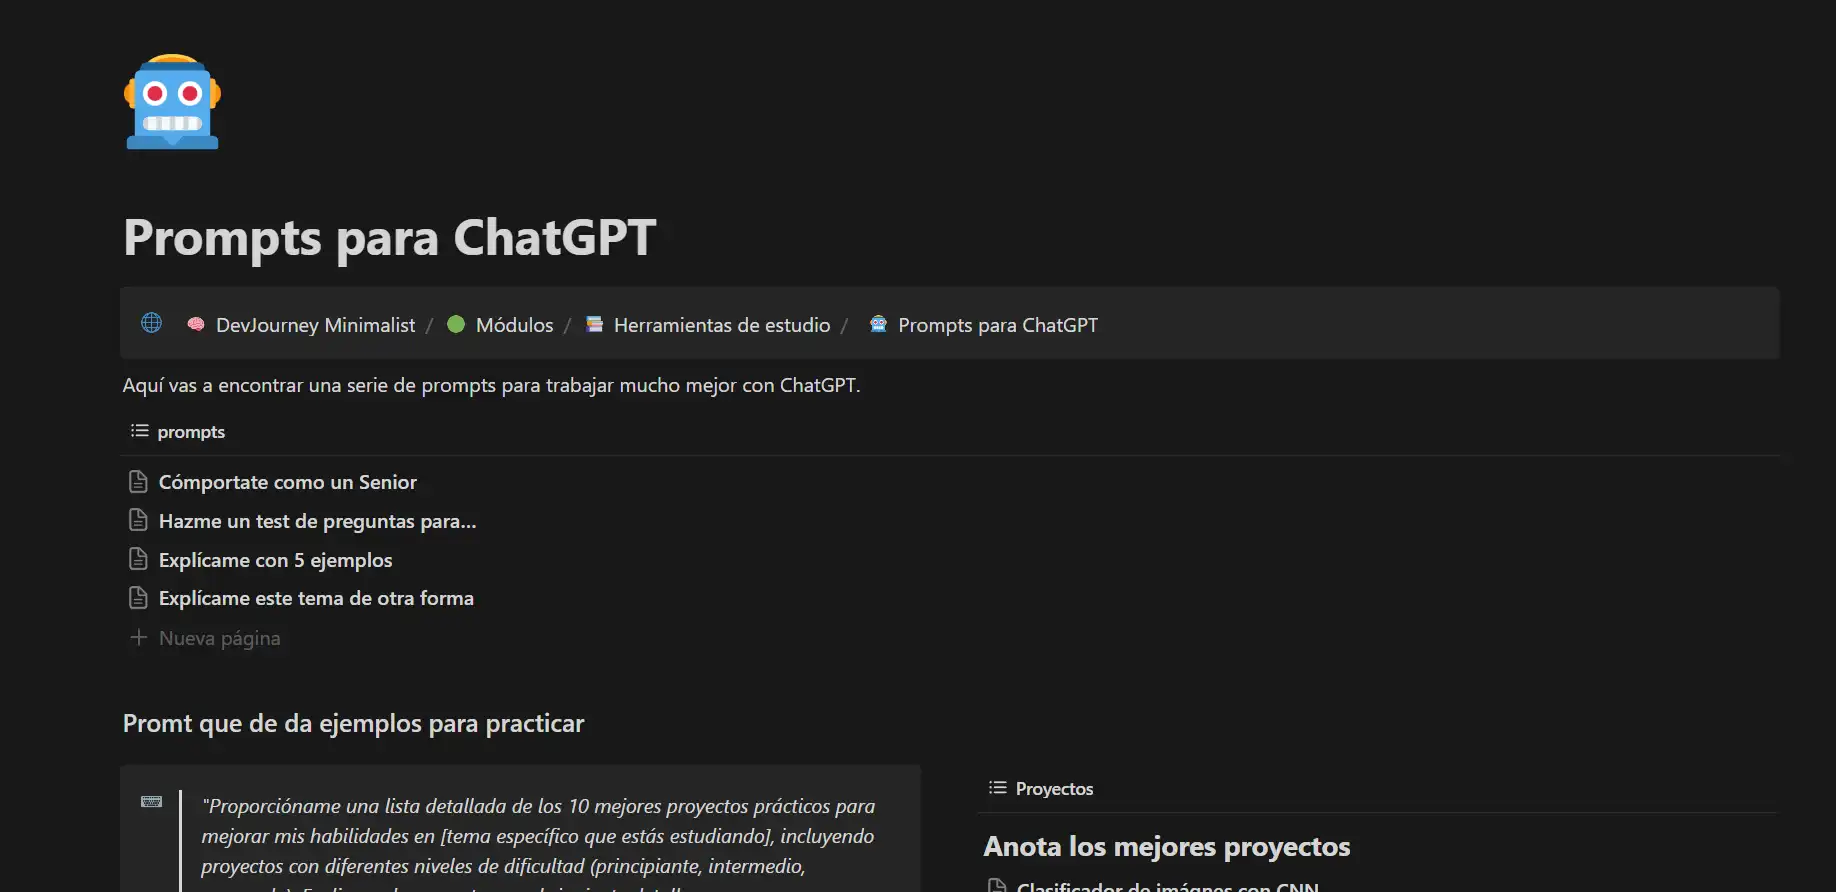 Prompts para ChatGPT
DevJourney Minimalist / Módulos / Herramientas de estudio / Prompts para ChatGPT
Aquí vas a encontrar una serie de prompts para trabajar mucho mejor con ChatGPT.
prompts
Cómportate como un Senior
Hazme un test de preguntas para...
Explícame con 5 ejemplos
Explícame este tema de otra forma
Nueva página
Promt que de da ejemplos para practicar
"Proporcióname una lista detallada de los 10 mejores proyectos prácticos para
mejorar mis habilidades en [tema específico que estás estudiando], incluyendo
proyectos con diferentes niveles de dificultad (principiante, intermedio,
Proyectos
Anota los mejores proyectos
Clasificador de imágnes con CNN